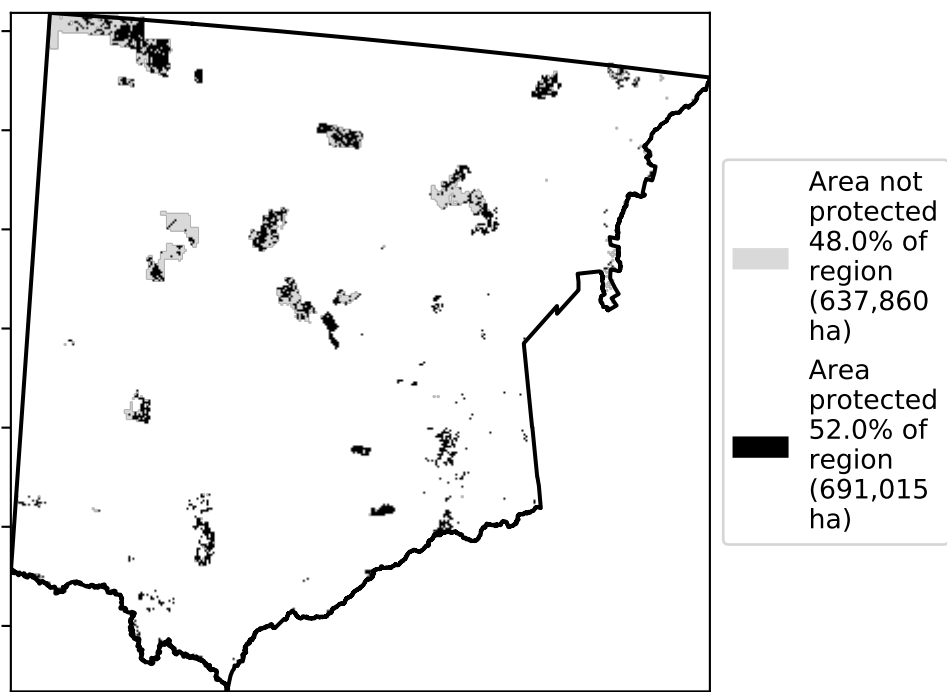 Area not
protected
48.0% of
region
(637,860
ha)
Area
protected
52.0% of
region
(691,015
ha)